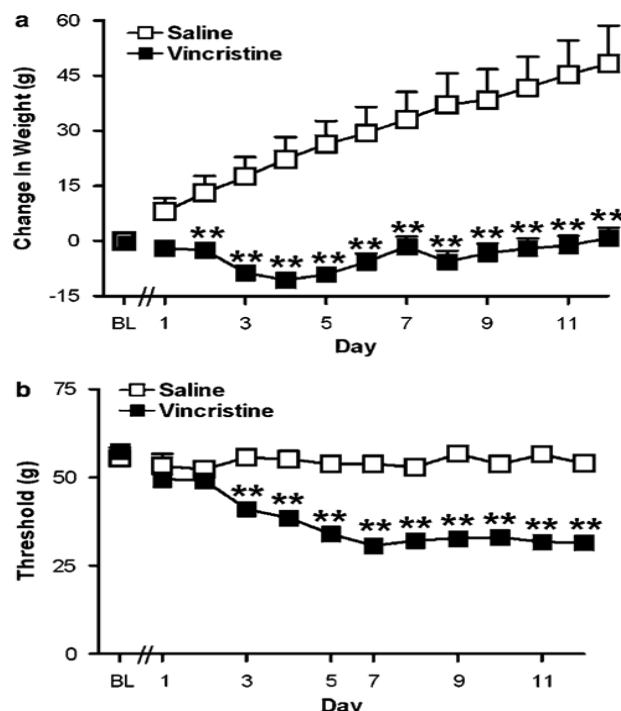 a
Saline
Vincristine
Change In Weight (g)
60
45
30
15
0
-15
** ** ** ** ** ** ** ** ** ** **
BL 1 3 5 7 9 11
Day
b
Saline
Vincristine
Threshold (g)
75
50
25
0
** ** ** ** ** ** ** ** **
BL 1 3 5 7 9 11
Day